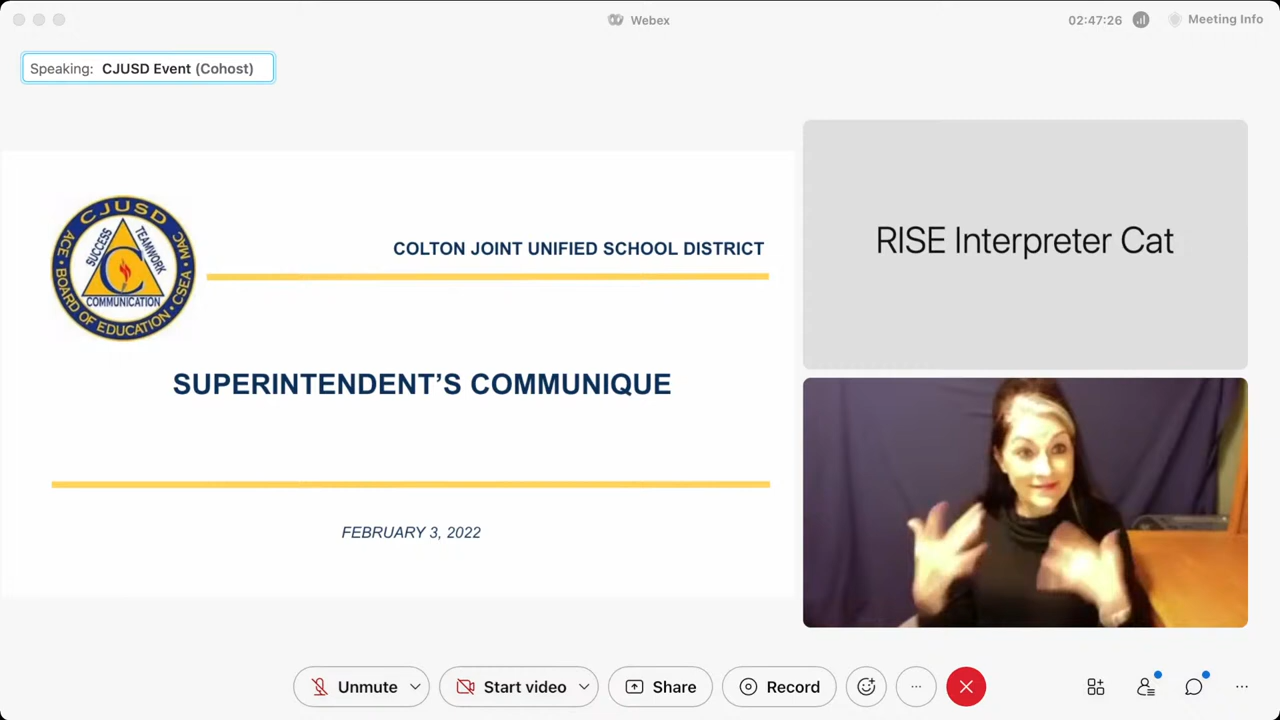 Webex
02:47:26
Meeting Info
Speaking: CJUSD Event (Cohost)
CJUSD
ACE • BOARD OF EDUCATION • CSEA • MAC
SUCCESS
TEAMWORK
COMMUNICATION
C
COLTON JOINT UNIFIED SCHOOL DISTRICT
SUPERINTENDENT’S COMMUNIQUE
FEBRUARY 3, 2022
RISE Interpreter Cat
Unmute
Start video
Share
Record